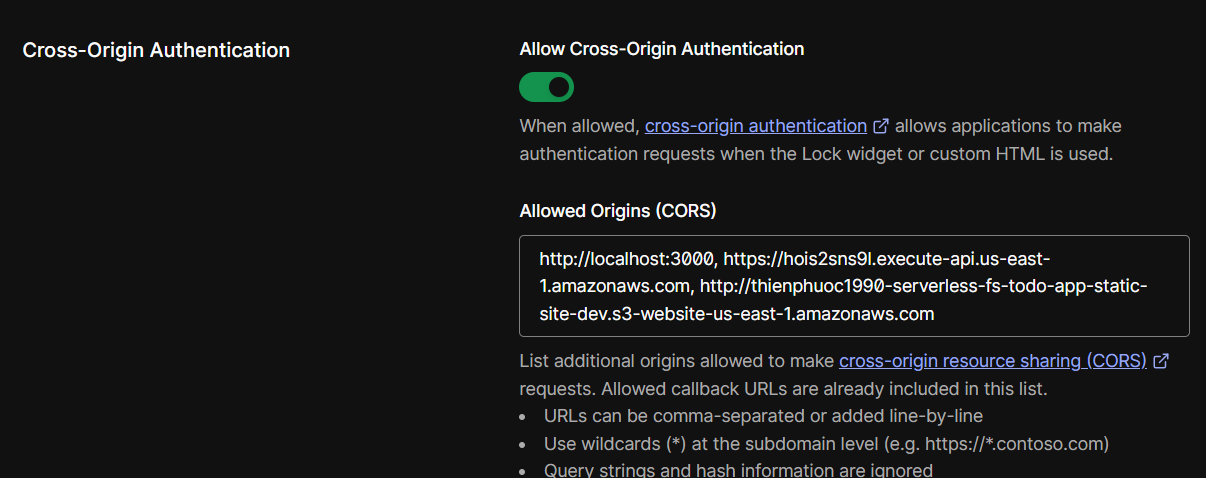 Cross-Origin Authentication
Allow Cross-Origin Authentication
When allowed, cross-origin authentication allows applications to make
authentication requests when the Lock widget or custom HTML is used.
Allowed Origins (CORS)
http://localhost:3000, https://hois2sns9l.execute-api.us-east-
1.amazonaws.com, http://thienphuoc1990-serverless-fs-todo-app-static-
site-dev.s3-website-us-east-1.amazonaws.com
List additional origins allowed to make cross-origin resource sharing (CORS)
requests. Allowed callback URLs are already included in this list.
• URLs can be comma-separated or added line-by-line
• Use wildcards (*) at the subdomain level (e.g. https://*.contoso.com)
• Query strings and hash information are ignored